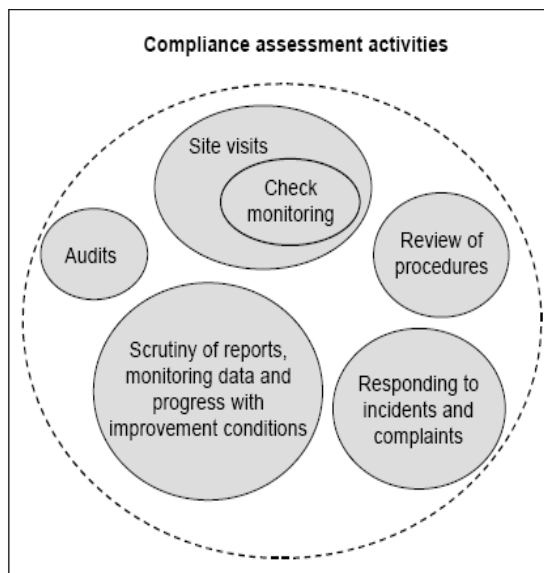 Compliance assessment activities
Site visits
Check
monitoring
Audits
Review of
procedures
Scrutiny of reports,
monitoring data and
progress with
improvement conditions
Responding to
incidents and
complaints